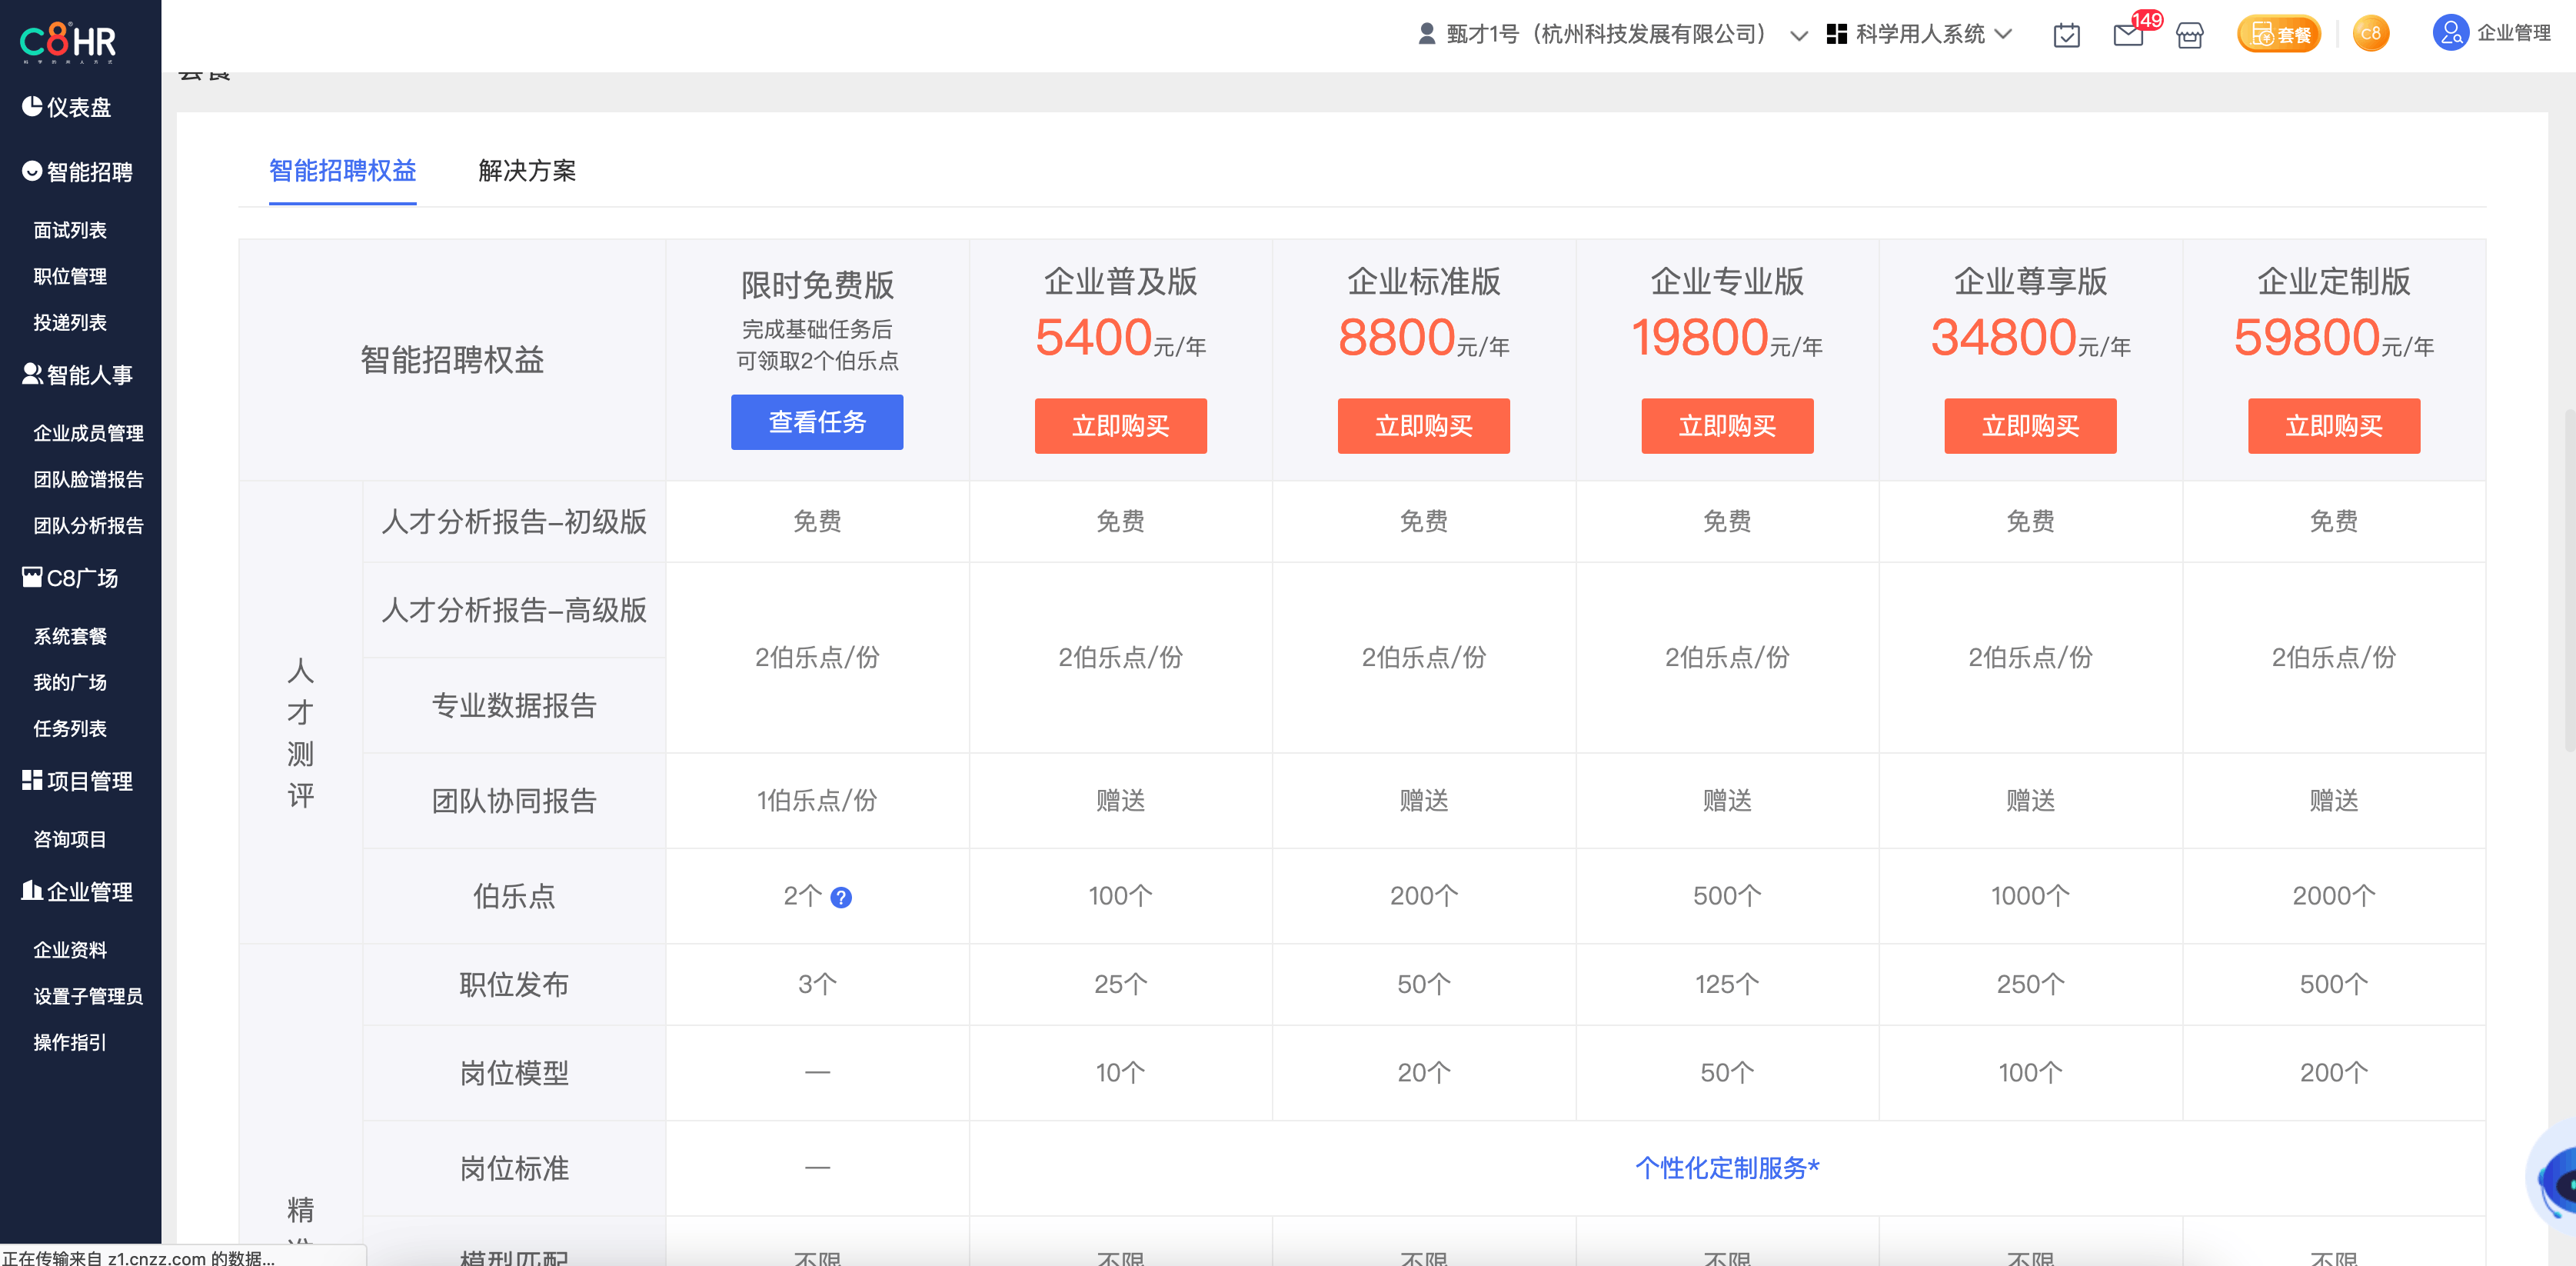 C8HR
科学的用人方式
甄才1号（杭州科技发展有限公司）
科学用人系统
149
套餐
C8
企业管理
套餐
仪表盘
智能招聘
面试列表
职位管理
投递列表
智能人事
企业成员管理
团队脸谱报告
团队分析报告
C8广场
系统套餐
我的广场
任务列表
项目管理
咨询项目
企业管理
企业资料
设置子管理员
操作指引
智能招聘权益 解决方案
智能招聘权益
限时免费版
完成基础任务后
可领取2个伯乐点
查看任务
企业普及版
5400元/年
立即购买
企业标准版
8800元/年
立即购买
企业专业版
19800元/年
立即购买
企业尊享版
34800元/年
立即购买
企业定制版
59800元/年
立即购买
人才测评
人才分析报告-初级版 免费 免费 免费 免费 免费 免费
人才分析报告-高级版
专业数据报告
2伯乐点/份 2伯乐点/份 2伯乐点/份 2伯乐点/份 2伯乐点/份 2伯乐点/份
团队协同报告 1伯乐点/份 赠送 赠送 赠送 赠送 赠送
伯乐点 2个 ? 100个 200个 500个 1000个 2000个
精准
职位发布 3个 25个 50个 125个 250个 500个
岗位模型 — 10个 20个 50个 100个 200个
岗位标准 — 个性化定制服务*
模型匹配 不限 不限 不限 不限 不限 不限
正在传输来自 z1.cnzz.com 的数据...